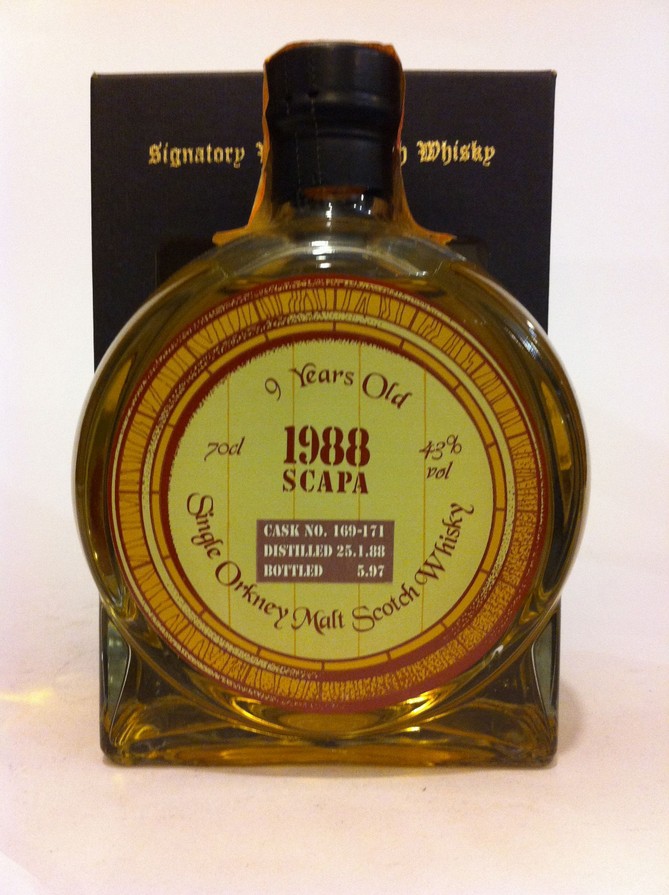 Signatory Whisky
9 Years Old
70cl
1988
43%
vol
SCAPA
CASK NO. 169-171
DISTILLED 25.1.88
BOTTLED 5.97
Single Orkney Malt Scotch Whisky